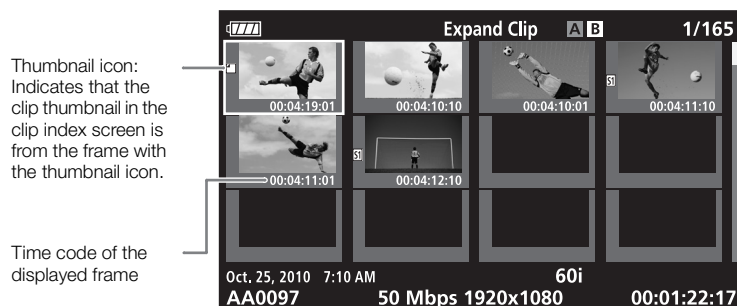 Expand Clip A B 1/165
Thumbnail icon:
Indicates that the
clip thumbnail in the
clip index screen is
from the frame with
the thumbnail icon.
00:04:19:01 00:04:10:10 00:04:10:01 S1 00:04:11:10
00:04:11:01 S1 00:04:12:10
Time code of the
displayed frame
Oct. 25, 2010 7:10 AM 60i
AA0097 50 Mbps 1920x1080 00:01:22:17